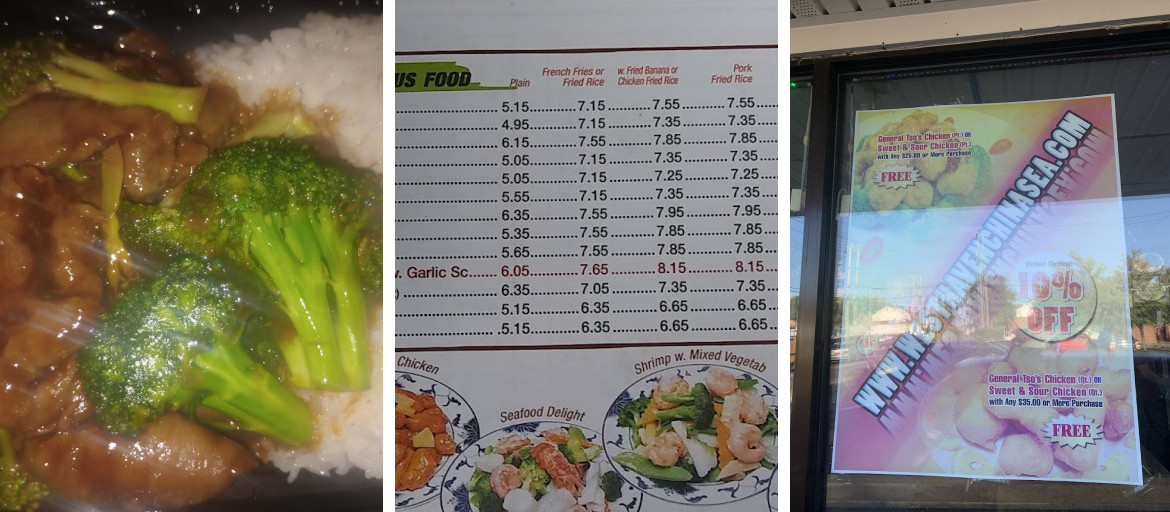 US FOOD
Plain
French Fries or
Fried Rice
w. Fried Banana or
Chicken Fried Rice
Pork
Fried Rice
5.15 7.15 7.55 7.55
4.95 7.15 7.35 7.35
6.15 7.55 7.85 7.85
5.05 7.15 7.35 7.35
5.05 7.15 7.25 7.25
5.55 7.15 7.35 7.35
6.35 7.55 7.95 7.95
5.35 7.55 7.85 7.85
5.65 7.55 7.85 7.85
. Garlic Sc 6.05 7.65 8.15 8.15
) 6.35 7.05 7.35 7.35
5.15 6.35 6.65 6.65
5.15 6.35 6.65 6.65
Chicken
Seafood Delight
Shrimp w. Mixed Vegetab
General Tso's Chicken (Pt.) OR
Sweet & Sour Chicken (Pt.)
with Any $25.00 or More Purchase
FREE
WWW.WESTHAVENCHINASEA.COM
Order Online
10%
OFF
General Tso's Chicken (Qt.) OR
Sweet & Sour Chicken (Qt.)
with Any $35.00 or More Purchase
FREE